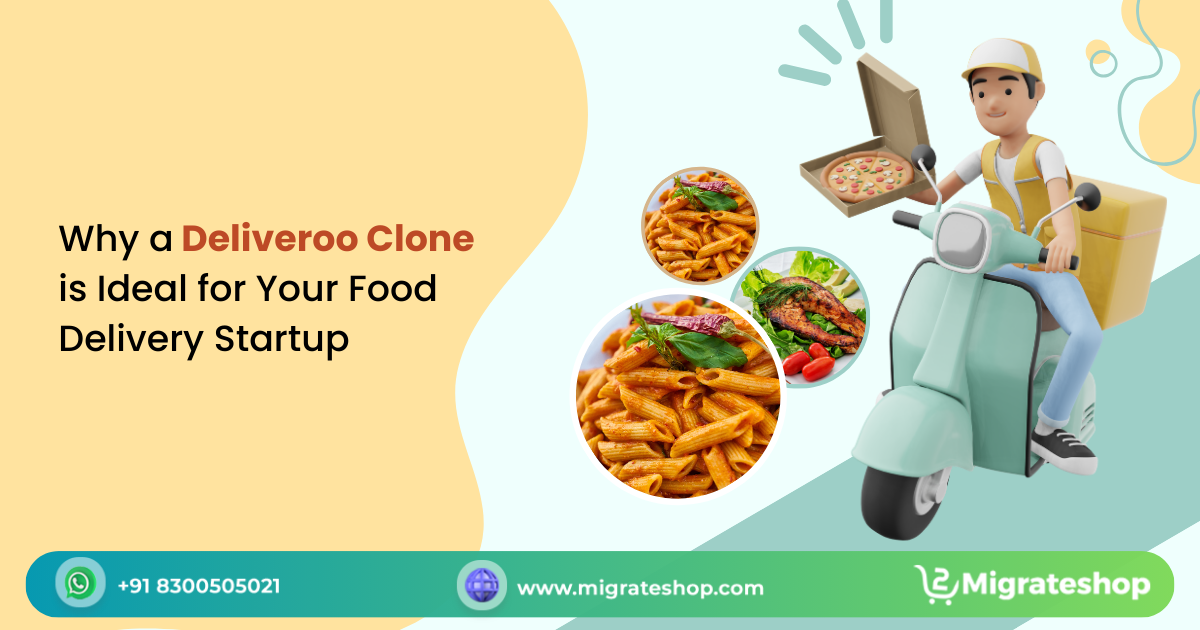 Why a Deliveroo Clone
is Ideal for Your Food
Delivery Startup
+91 8300505021
www.migrateshop.com
Migrateshop